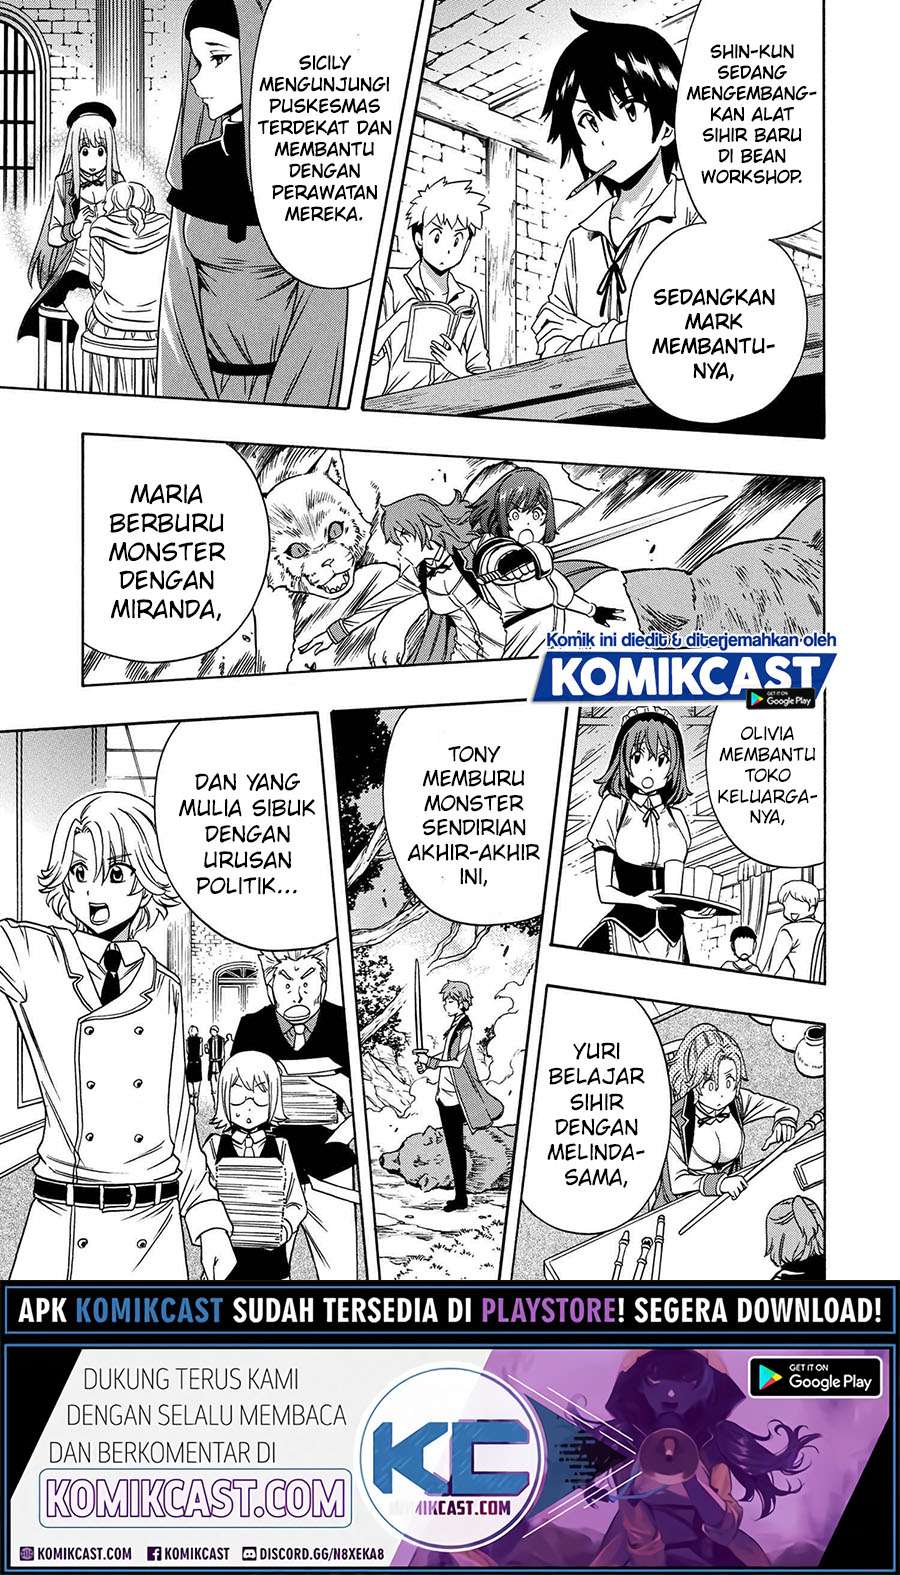 SHIN-KUN
SEDANG
MENGEMBANG-
KAN ALAT
SIHIR BARU
DI BEAN
WORKSHOP.
SEDANGKAN
MARK
MEMBANTU-
NYA,
SICILY
MENGUNJUNGI
PUSKESMAS
TERDEKAT DAN
MEMBANTU
DENGAN
PERAWATAN
MEREKA.
MARIA
BERBURU
MONSTER
DENGAN
MIRANDA,
Komik ini diedit & diterjemahkan oleh
KOMIKCAST
GET IT ON
Google Play
OLIVIA
MEMBANTU
TOKO
KELUARGA-
NYA,
YURI
BELAJAR
SIHIR
DENGAN
MELINDA-
SAMA,
TONY
MEMBURU
MONSTER
SENDIRIAN
AKHIR-AKHIR
INI,
DAN YANG
MULIA SIBUK
DENGAN
URUSAN
POLITIK...
APK KOMIKCAST SUDAH TERSEDIA DI PLAYSTORE! SEGERA DOWNLOAD!
DUKUNG TERUS KAMI
DENGAN SELALU MEMBACA
DAN BERKOMENTAR DI
KOMIKCAST.COM
KC
GET IT ON
Google Play
KOMIKCAST.COM KOMIKCAST DISCORD.GG/N8XEKA8